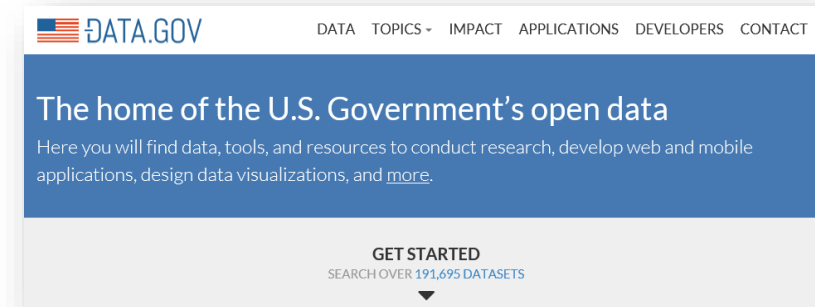 DATA.GOV
DATA TOPICS IMPACT APPLICATIONS DEVELOPERS CONTACT
The home of the U.S. Government's open data
Here you will find data, tools, and resources to conduct research, develop web and mobile
applications, design data visualizations, and more.
GET STARTED
SEARCH OVER 191,695 DATASETS